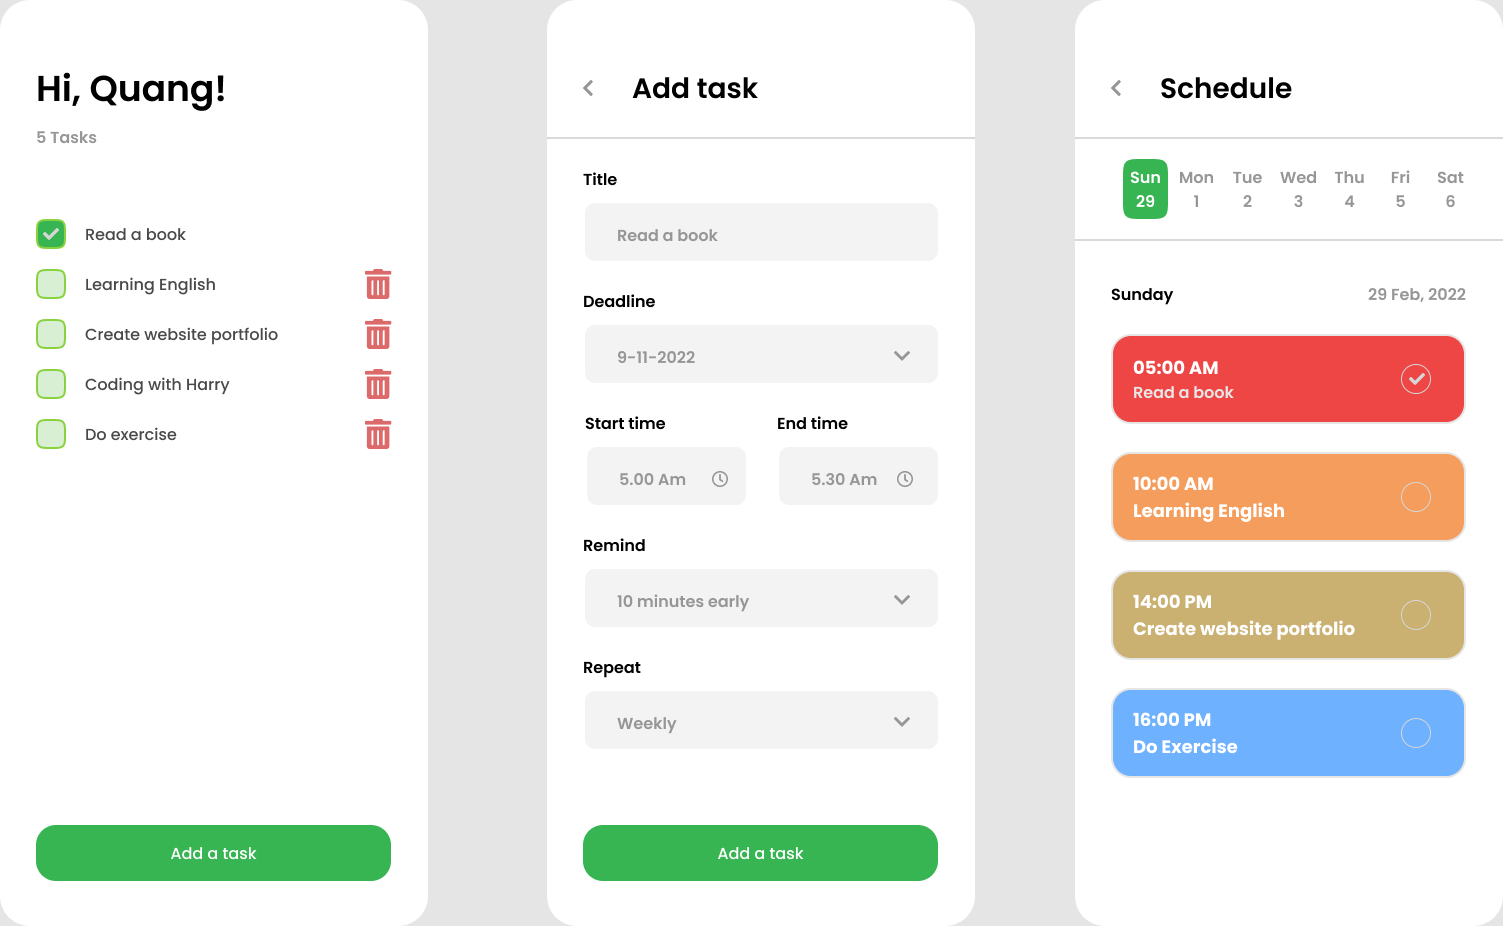 Hi, Quang!
5 Tasks
Read a book
Learning English
Create website portfolio
Coding with Harry
Do exercise
Add a task
Add task
Title
Read a book
Deadline
9-11-2022
Start time
End time
5.00 Am
5.30 Am
Remind
10 minutes early
Repeat
Weekly
Add a task
Schedule
Sun Mon Tue Wed Thu Fri Sat
29 1 2 3 4 5 6
Sunday
29 Feb, 2022
05:00 AM
Read a book
10:00 AM
Learning English
14:00 PM
Create website portfolio
16:00 PM
Do Exercise